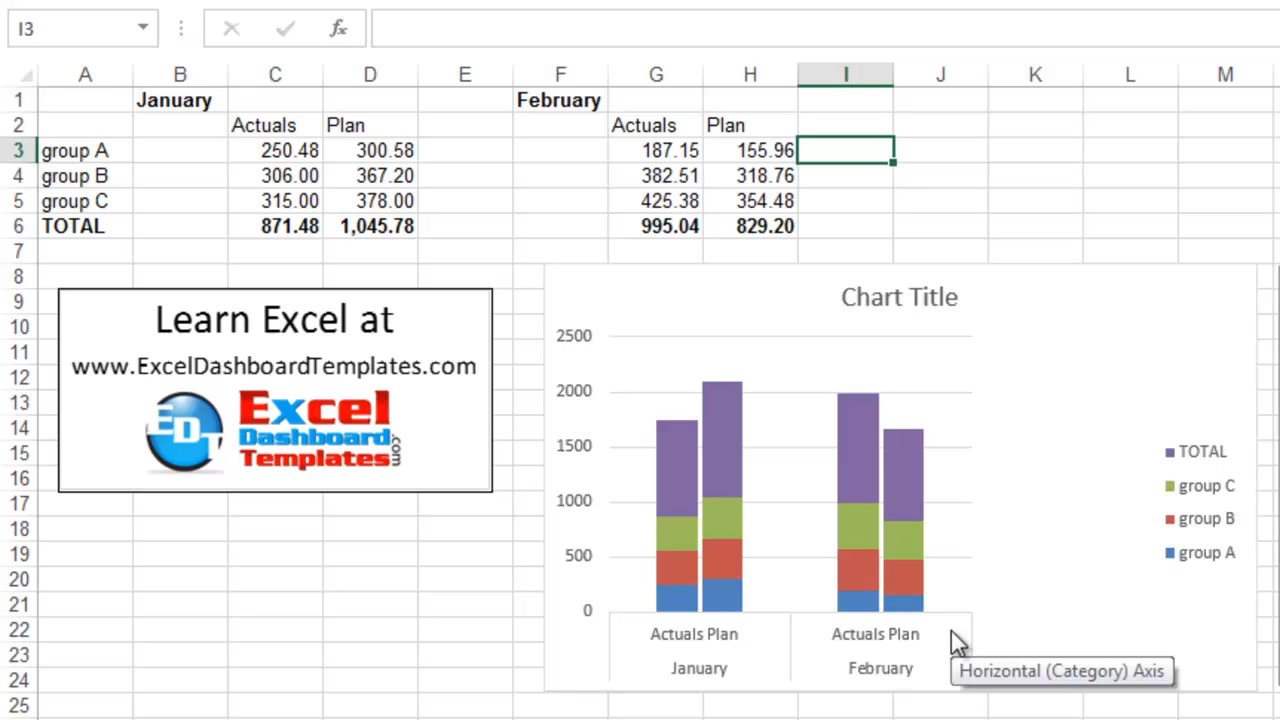 I3
fx
A B C D E F G H I J K L M
1 January February
2 Actuals Plan Actuals Plan
3 group A 250.48 300.58 187.15 155.96
4 group B 306.00 367.20 382.51 318.76
5 group C 315.00 378.00 425.38 354.48
6 TOTAL 871.48 1,045.78 995.04 829.20
7
8
9
10
11
12
13
14
15
16
17
18
19
20
21
22
23
24
25
Learn Excel at
www.ExcelDashboardTemplates.com
EDT
Excel
Dashboard
Templates
.com
Chart Title
2500
2000
1500
1000
500
0
TOTAL
group C
group B
group A
Actuals Plan Actuals Plan
January February
Horizontal (Category) Axis